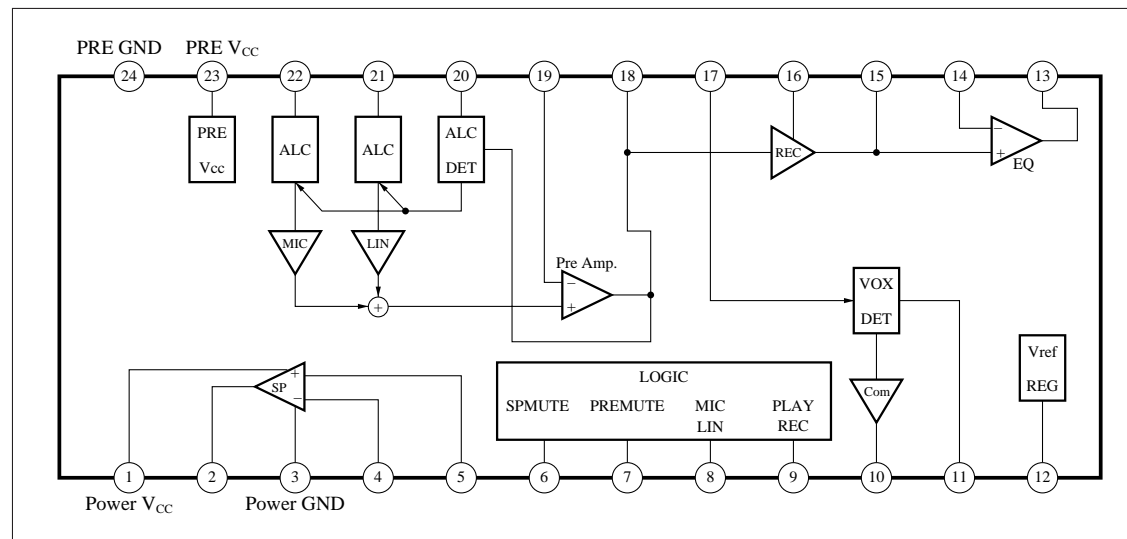 PRE GND PRE VCC
24 23 22 21 20 19 18 17 16 15 14 13
PRE
Vcc
ALC
ALC
ALC
DET
REC
−
+
EQ
MIC
LIN
+
Pre Amp.
−
+
VOX
DET
Vref
REG
Com
SP
+
−
LOGIC
SPMUTE PREMUTE MIC PLAY
LIN REC
1 2 3 4 5 6 7 8 9 10 11 12
Power VCC Power GND